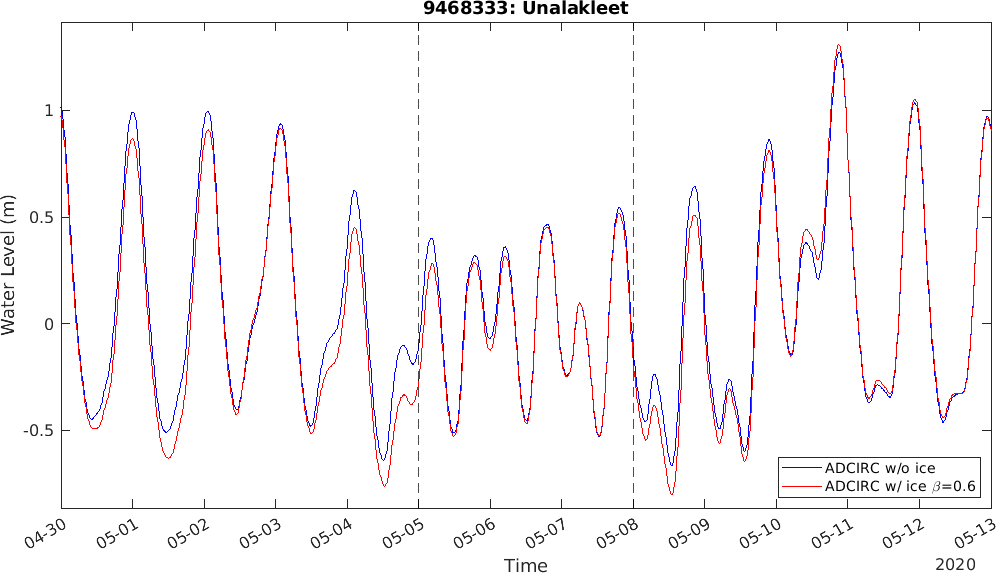 9468333: Unalakleet
Water Level (m)
1
0.5
0
-0.5
ADCIRC w/o ice
ADCIRC w/ ice β=0.6
04-30 05-01 05-02 05-03 05-04 05-05 05-06 05-07 05-08 05-09 05-10 05-11 05-12 05-13
Time
2020